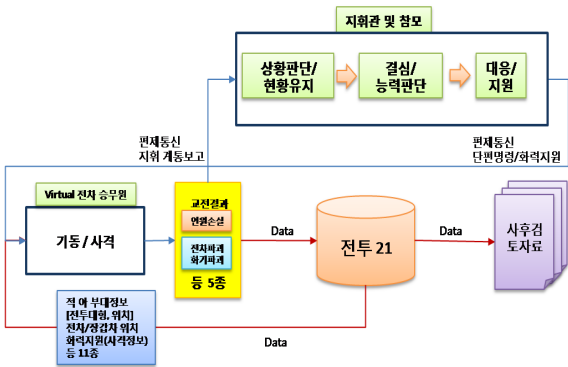 지휘관 및 참모
상황판단/
현황유지
결심/
능력판단
대응/
지원
편제통신
지휘 계통보고
편제통신
단편명령/화력지원
Virtual 전차 승무원
기동/사격
교전결과
인원손실
전차파괴
화기파괴
등 5종
Data
전투 21
Data
사후검
토자료
적 아 부대정보
[전투대형, 위치]
전차/장갑차 위치
화력지원(사격정보)
등 11종
Data